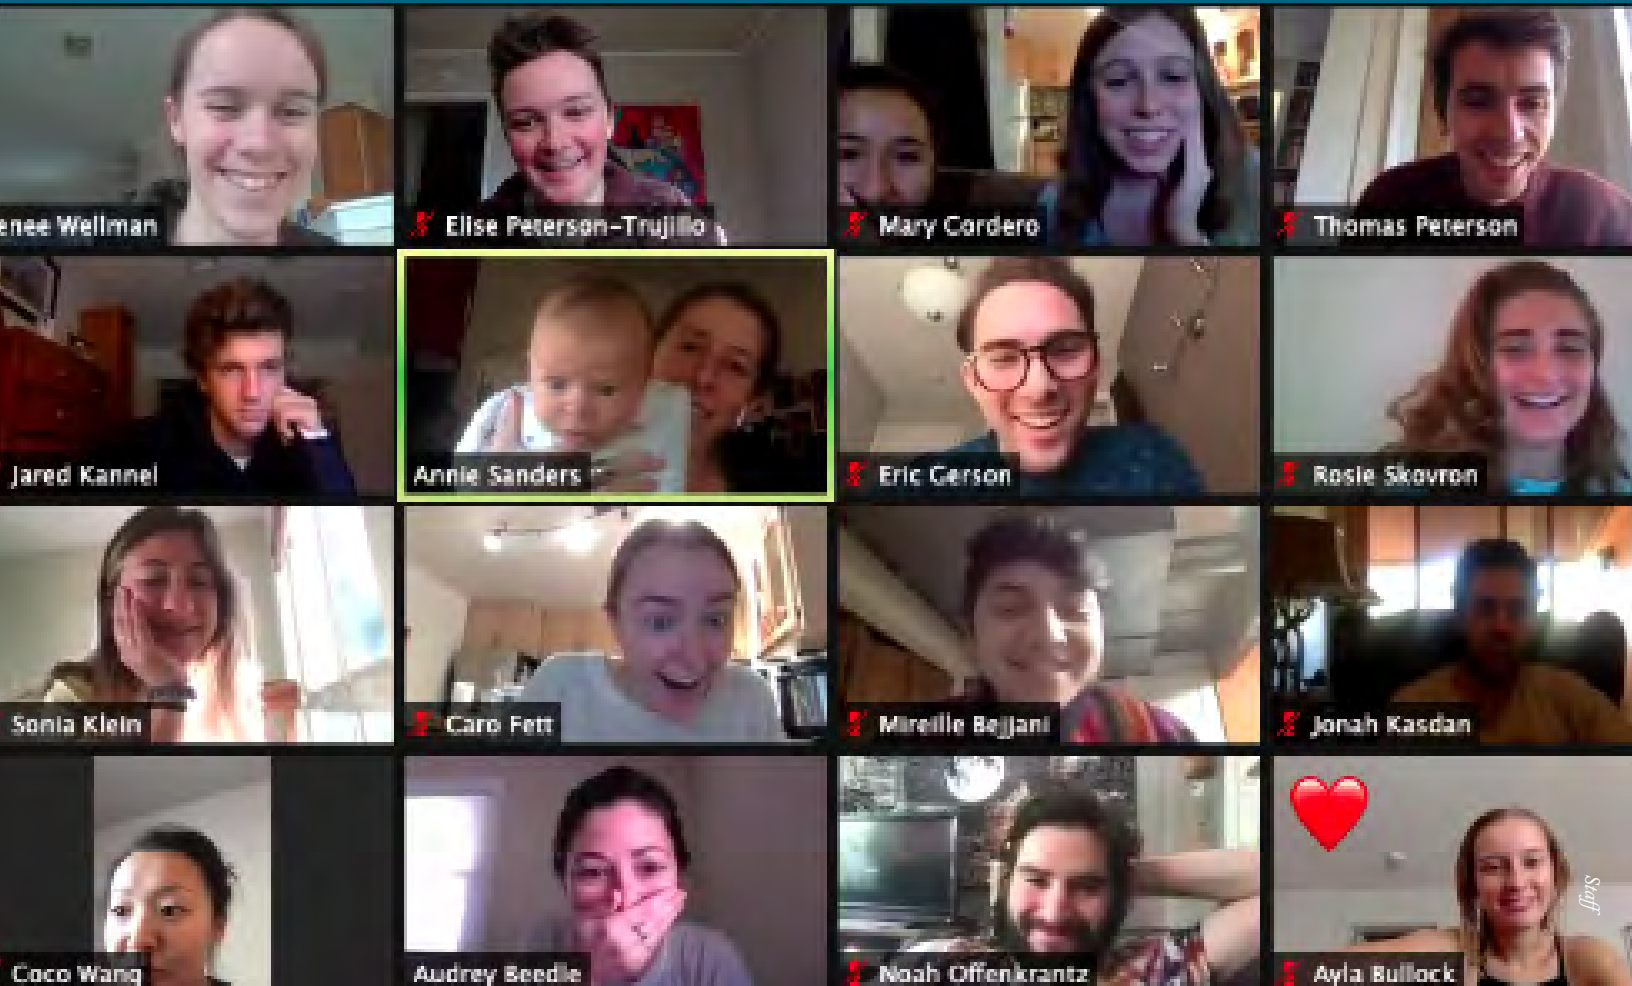 enee Wellman
Elise Peterson-Trujillo
Mary Cordero
Thomas Peterson
Jared Kannel
Annie Sanders
Eric Gerson
Rosie Skovron
Sonia Klein
Caro Fett
Mireille Bejjani
Jonah Kasdan
Coco Wang
Audrey Beedle
Noah Offenkrantz
Ayla Bullock
Staff